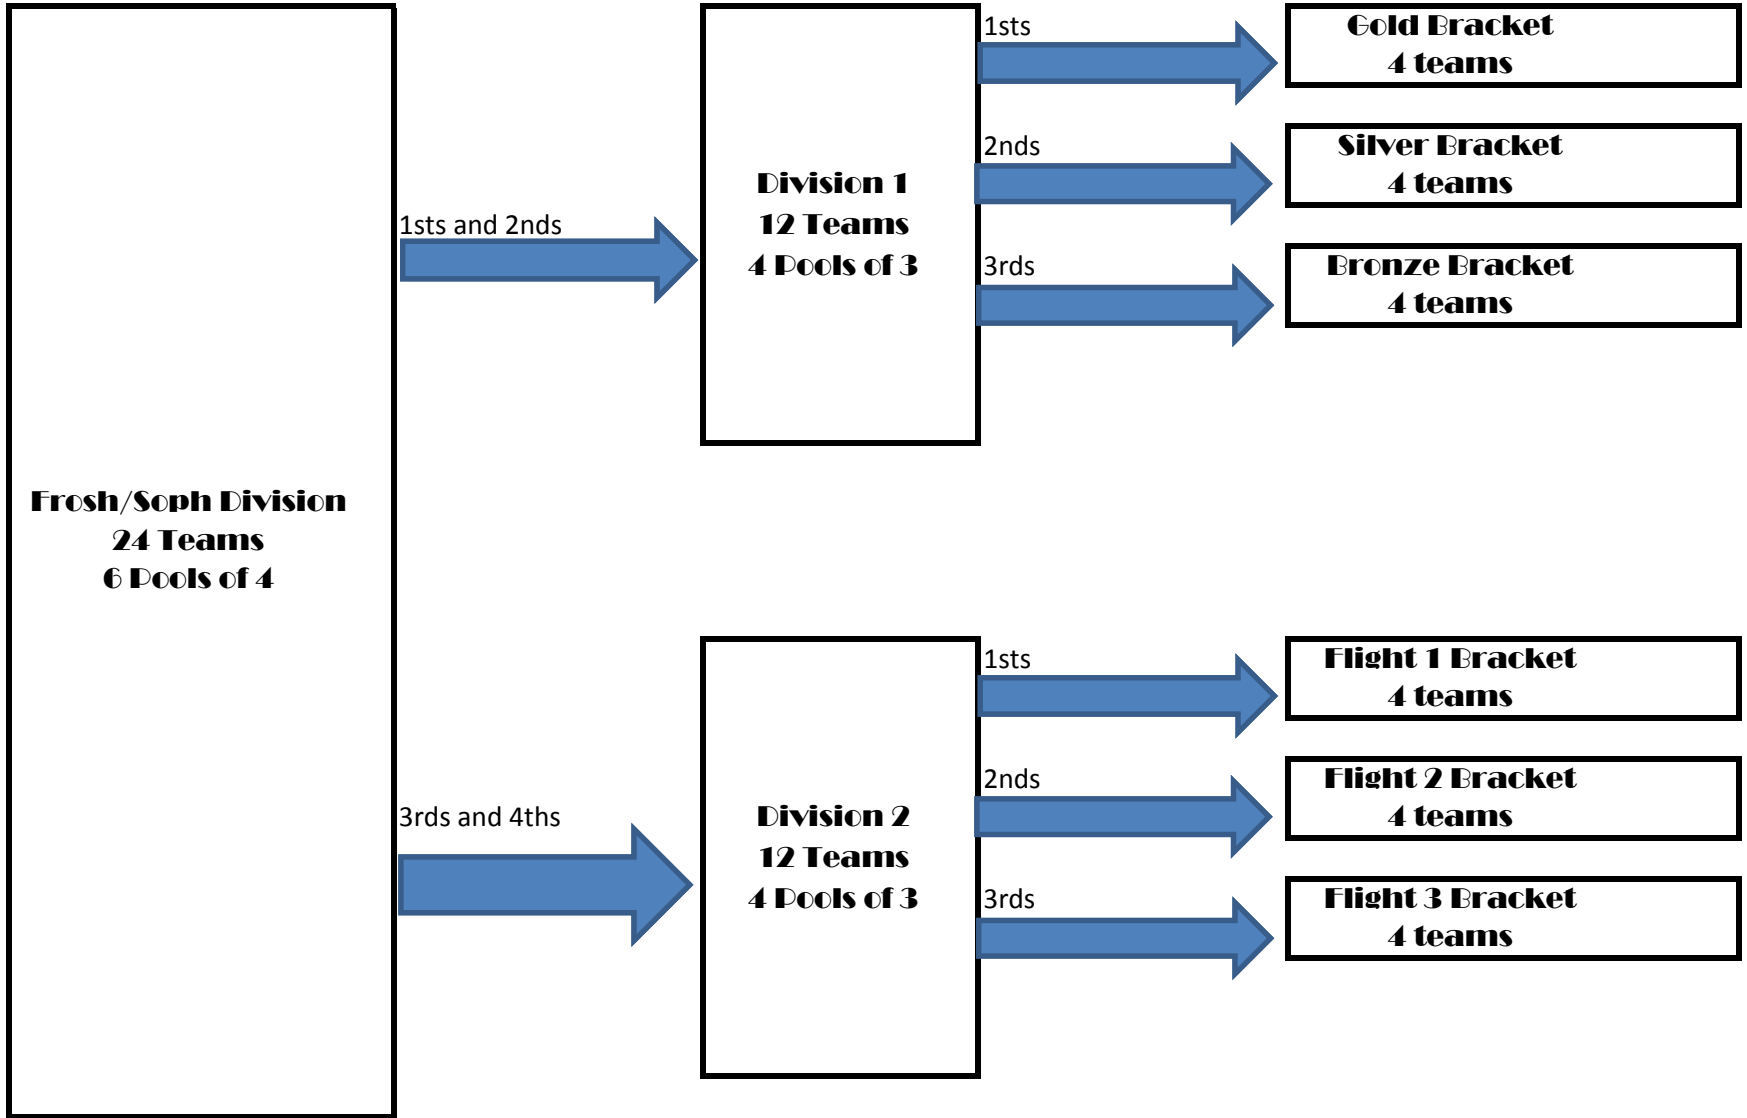 Frosh/Soph Division
24 Teams
6 Pools of 4
1sts and 2nds
Division 1
12 Teams
4 Pools of 3
1sts
Gold Bracket
4 teams
2nds
Silver Bracket
4 teams
3rds
Bronze Bracket
4 teams
3rds and 4ths
Division 2
12 Teams
4 Pools of 3
1sts
Flight 1 Bracket
4 teams
2nds
Flight 2 Bracket
4 teams
3rds
Flight 3 Bracket
4 teams